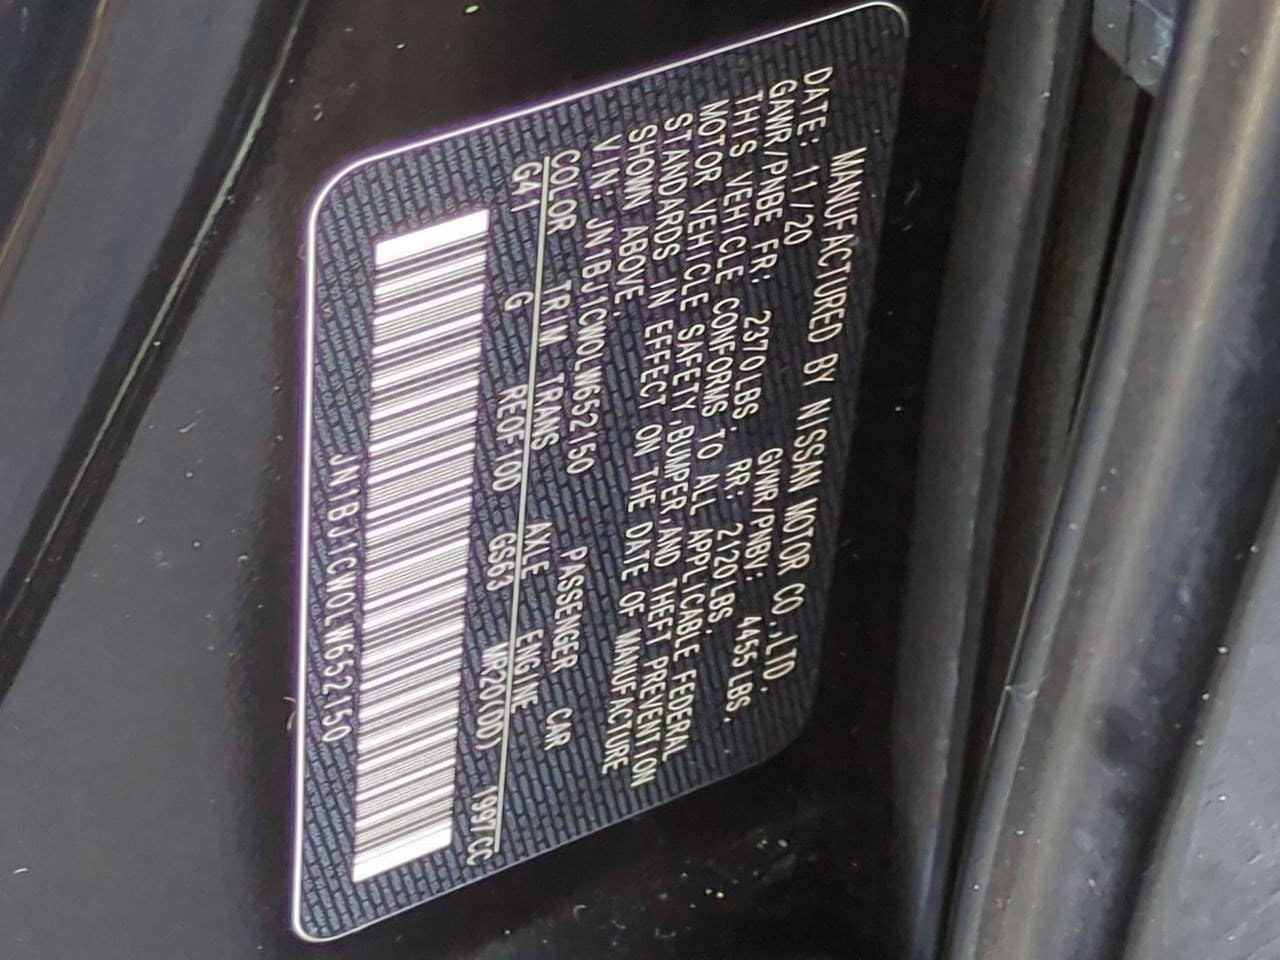 MANUFACTURED BY NISSAN MOTOR CO.,LTD.
DATE: 11/20 GVWR/PNBV: 4455 LBS.
GAWR/PNBE FR: 2370LBS. RR: 2120LBS.
THIS VEHICLE CONFORMS TO ALL APPLICABLE FEDERAL
MOTOR VEHICLE SAFETY,BUMPER,AND THEFT PREVENTION
STANDARDS IN EFFECT ON THE DATE OF MANUFACTURE
SHOWN ABOVE.
VIN: JN1BJ1CW0LW652150 PASSENGER CAR
COLOR TRIM TRANS AXLE ENGINE
G41 G RE0F10D GS63 MR20(DD) 1997CC
JN1BJ1CW0LW652150